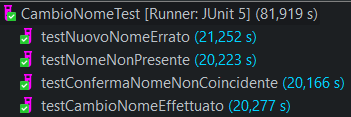 CambioNomeTest [Runner: JUnit 5] (81,919 s)
testNuovoNomeErrato (21,252 s)
testNomeNonPresente (20,223 s)
testConfermaNomeNonCoincidente (20,166 s)
testCambioNomeEffettuato (20,277 s)